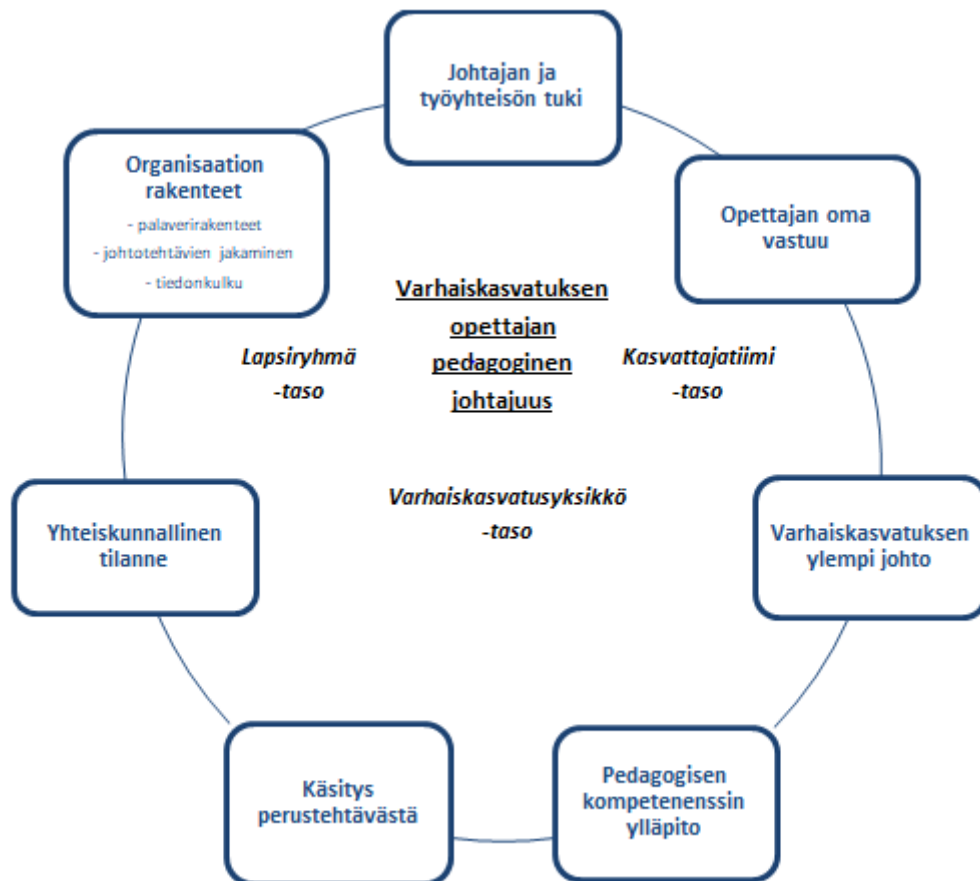 Johtajan ja
työyhteisön tuki
Organisaation
rakenteet
- palaverirakenteet
- johtotehtävien jakaminen
- tiedonkulku
Opettajan oma
vastuu
Varhaiskasvatuksen
opettajan
pedagoginen
johtajuus
Lapsiryhmä
-taso
Kasvattajatiimi
-taso
Varhaiskasvatusyksikkö
-taso
Yhteiskunnallinen
tilanne
Varhaiskasvatuksen
ylempi johto
Käsitys
perustehtävästä
Pedagogisen
kompetenenssin
ylläpito